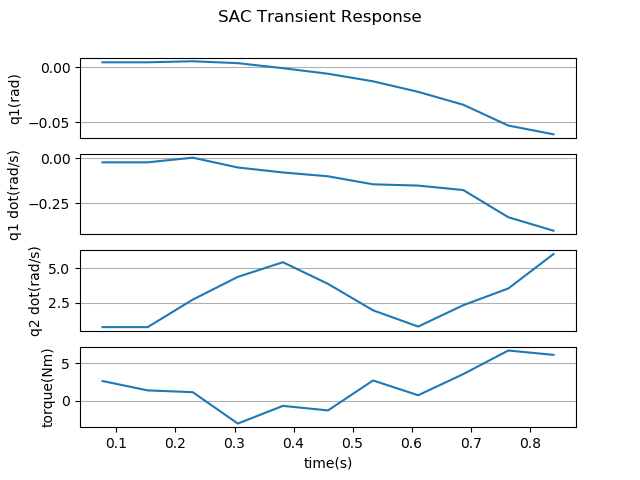 SAC Transient Response
q1(rad)
0.00
−0.05
q1 dot(rad/s)
0.00
−0.25
q2 dot(rad/s)
5.0
2.5
torque(Nm)
5
0
0.1 0.2 0.3 0.4 0.5 0.6 0.7 0.8
time(s)